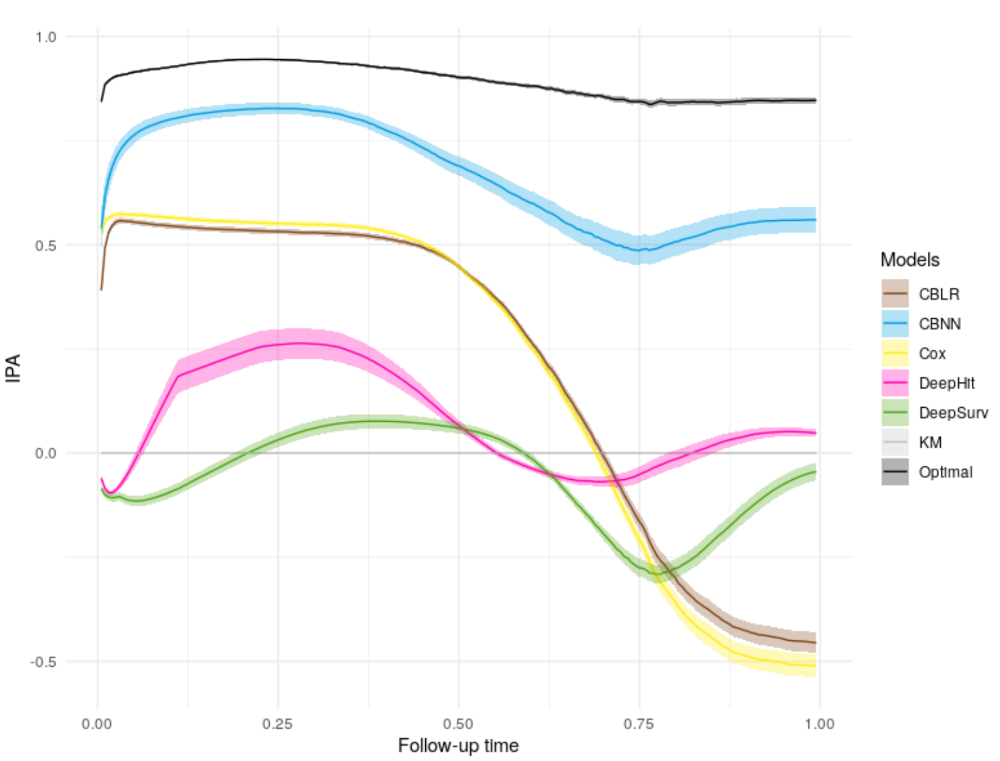 1.0
0.5
0.0
-0.5
IPA
0.00 0.25 0.50 0.75 1.00
Follow-up time
Models
CBLR
CBNN
Cox
DeepHit
DeepSurv
KM
Optimal